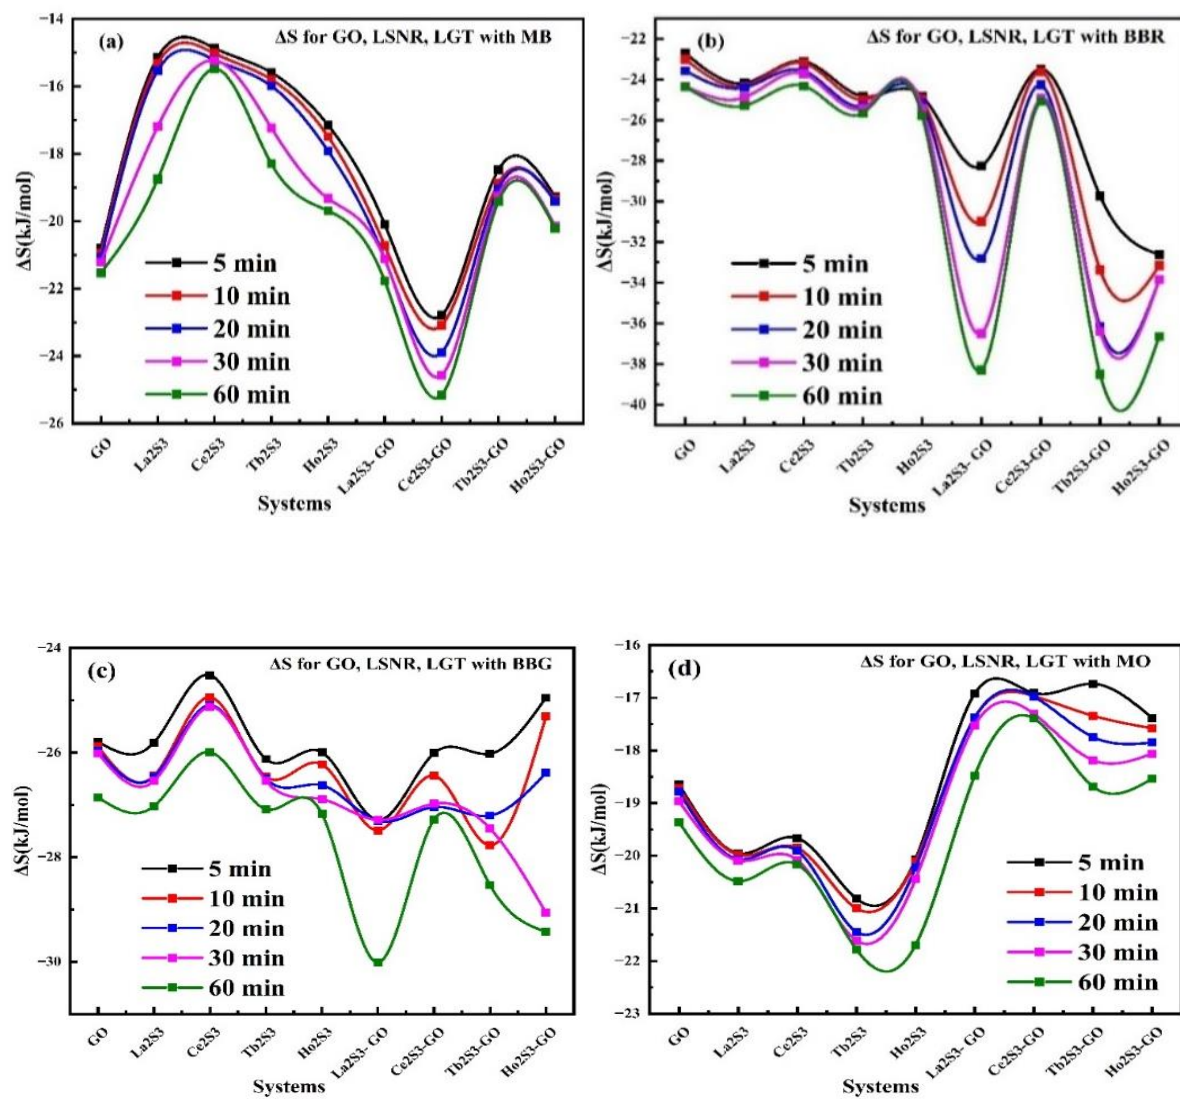 (a)
ΔS for GO, LSNR, LGT with MB
ΔS(kJ/mol)
−14
−16
−18
−20
−22
−24
−26
5 min
10 min
20 min
30 min
60 min
GO
La2S3
Ce2S3
Tb2S3
Ho2S3
La2S3- GO
Ce2S3-GO
Tb2S3-GO
Ho2S3-GO
Systems
(b)
ΔS for GO, LSNR, LGT with BBR
ΔS(kJ/mol)
−22
−24
−26
−28
−30
−32
−34
−36
−38
−40
5 min
10 min
20 min
30 min
60 min
GO
La2S3
Ce2S3
Tb2S3
Ho2S3
La2S3- GO
Ce2S3-GO
Tb2S3-GO
Ho2S3-GO
Systems
(c)
ΔS for GO, LSNR, LGT with BBG
ΔS(kJ/mol)
−24
−26
−28
−30
5 min
10 min
20 min
30 min
60 min
GO
La2S3
Ce2S3
Tb2S3
Ho2S3
La2S3- GO
Ce2S3-GO
Tb2S3-GO
Ho2S3-GO
Systems
(d)
ΔS for GO, LSNR, LGT with MO
ΔS(kJ/mol)
−16
−17
−18
−19
−20
−21
−22
−23
5 min
10 min
20 min
30 min
60 min
GO
La2S3
Ce2S3
Tb2S3
Ho2S3
La2S3- GO
Ce2S3-GO
Tb2S3-GO
Ho2S3-GO
Systems